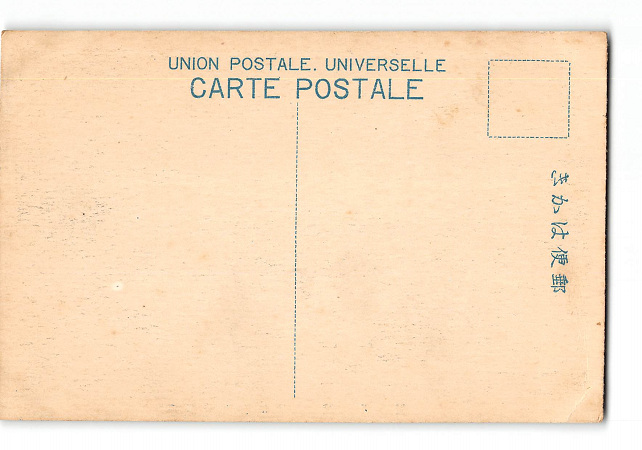 UNION POSTALE. UNIVERSELLE
CARTE POSTALE
きかは便郵